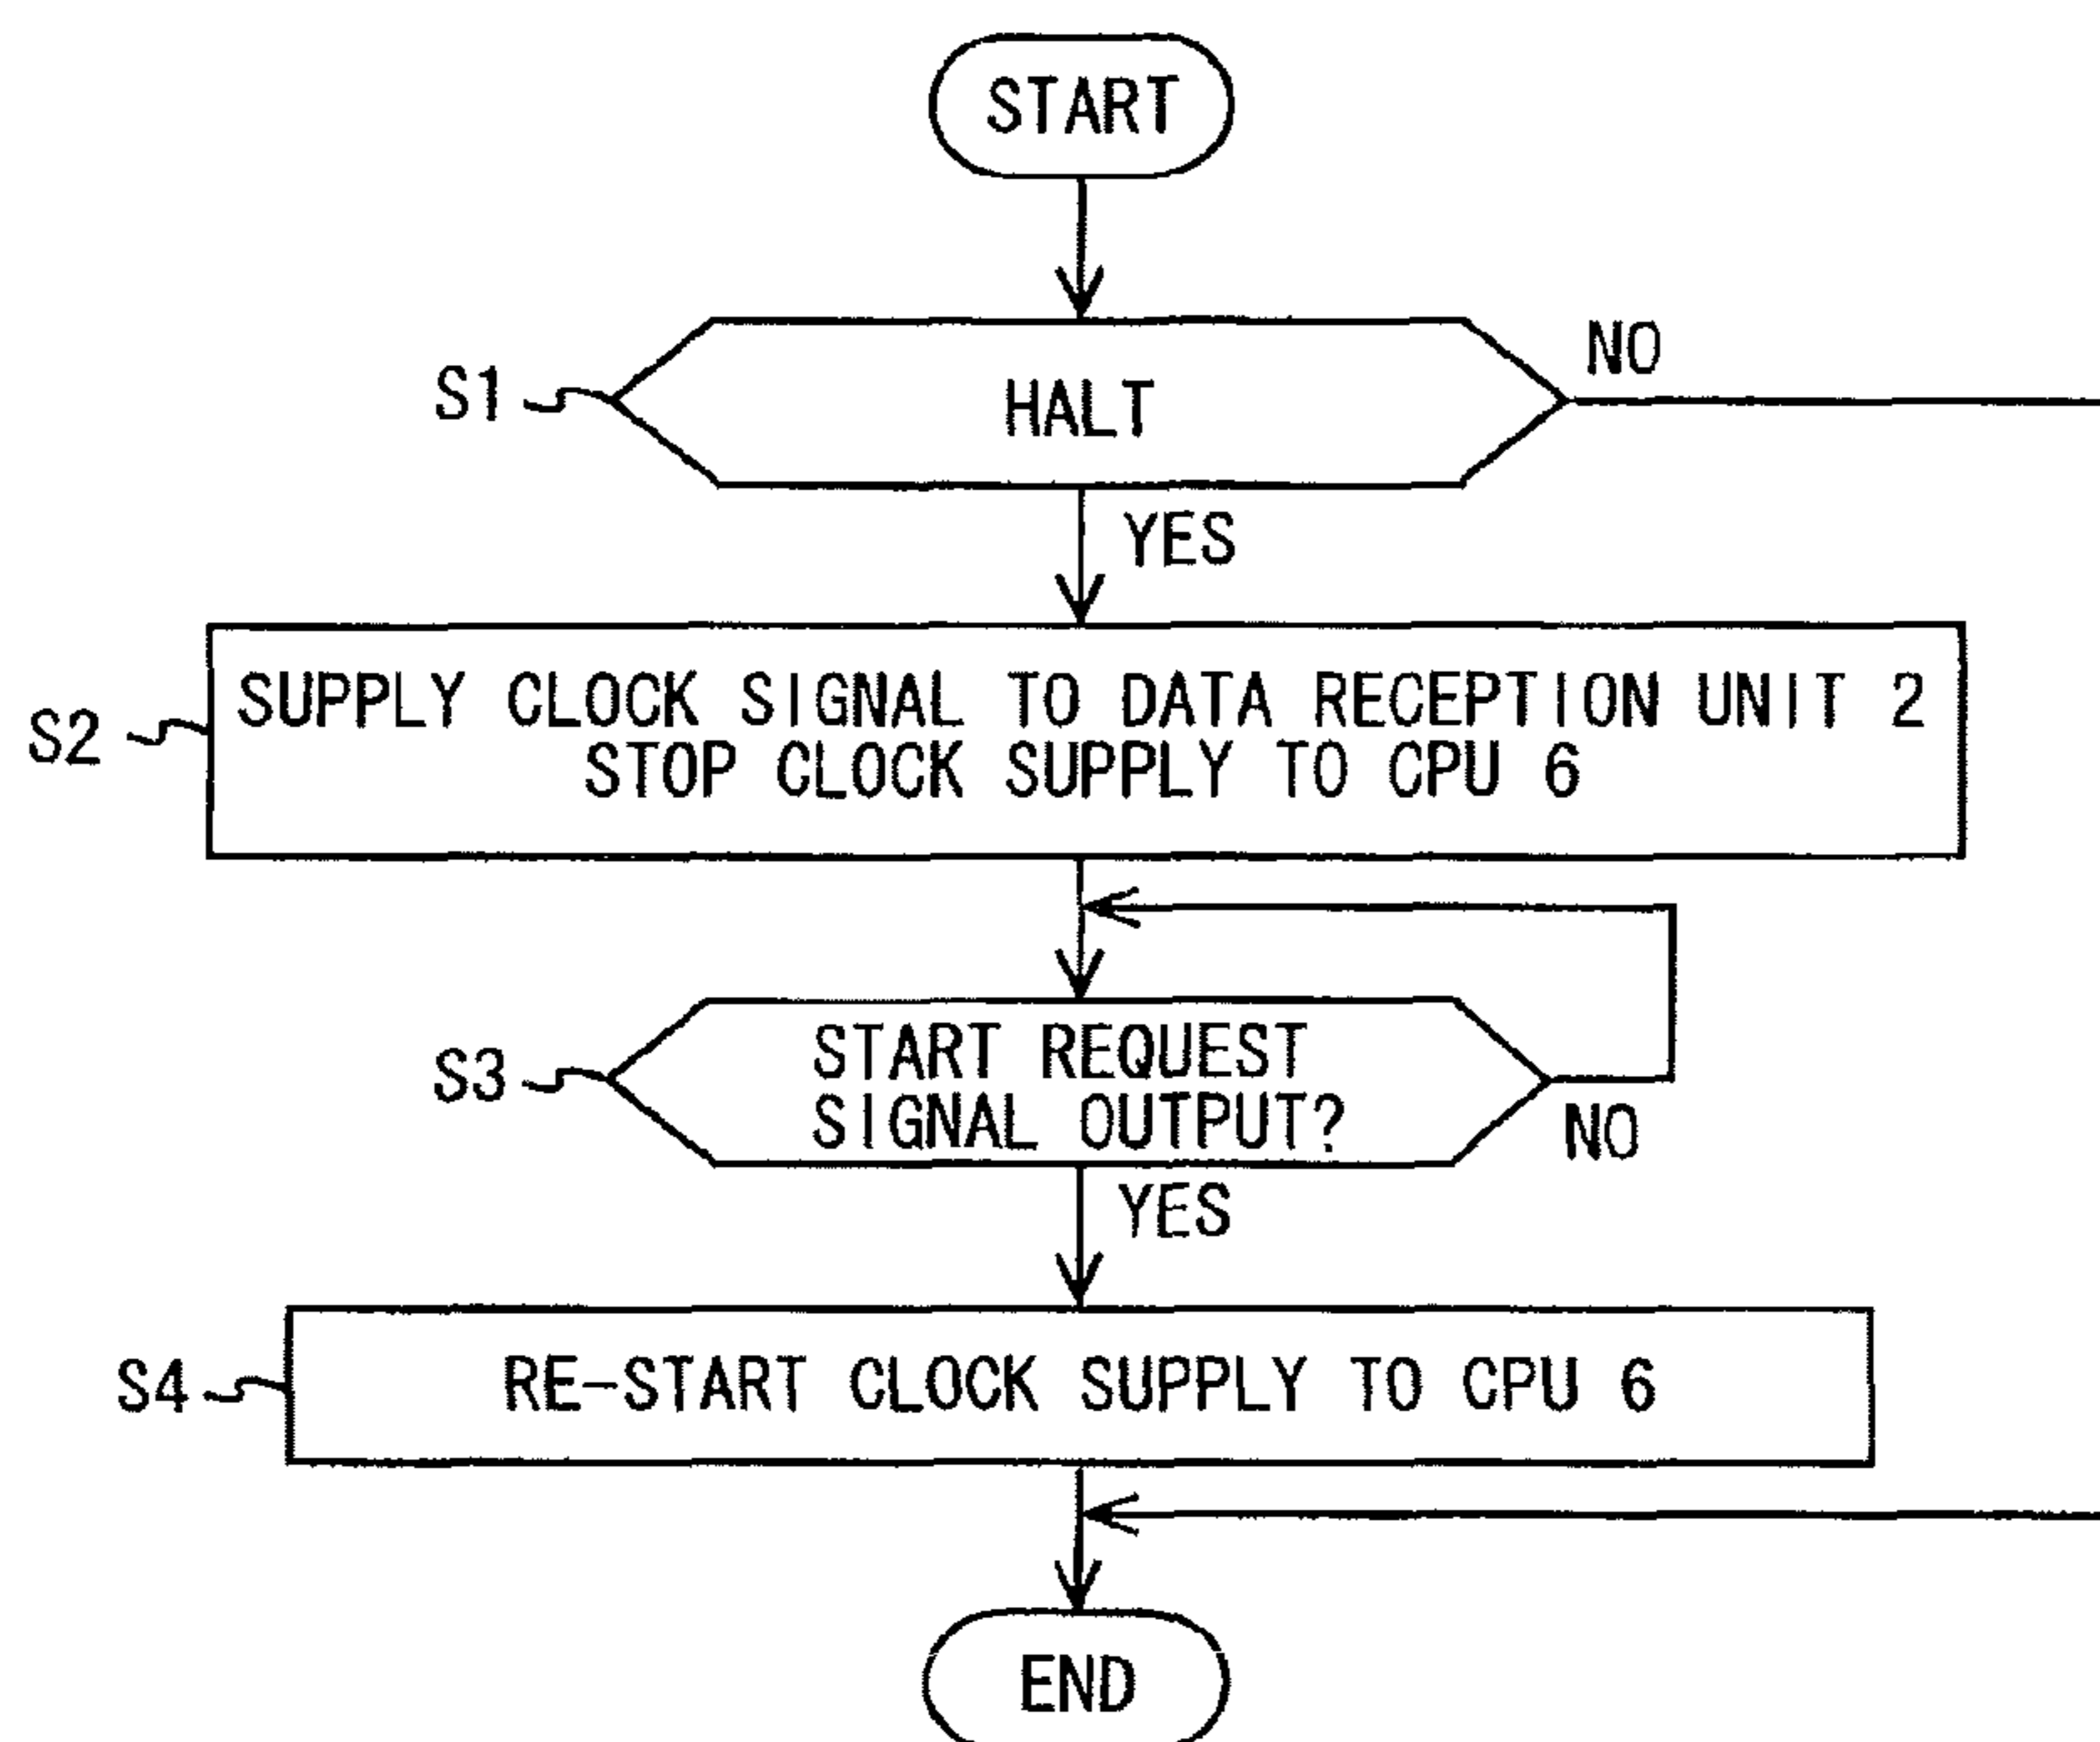 START
S1
HALT
NO
YES
S2
SUPPLY CLOCK SIGNAL TO DATA RECEPTION UNIT 2
STOP CLOCK SUPPLY TO CPU 6
S3
START REQUEST
SIGNAL OUTPUT?
NO
YES
S4
RE-START CLOCK SUPPLY TO CPU 6
END